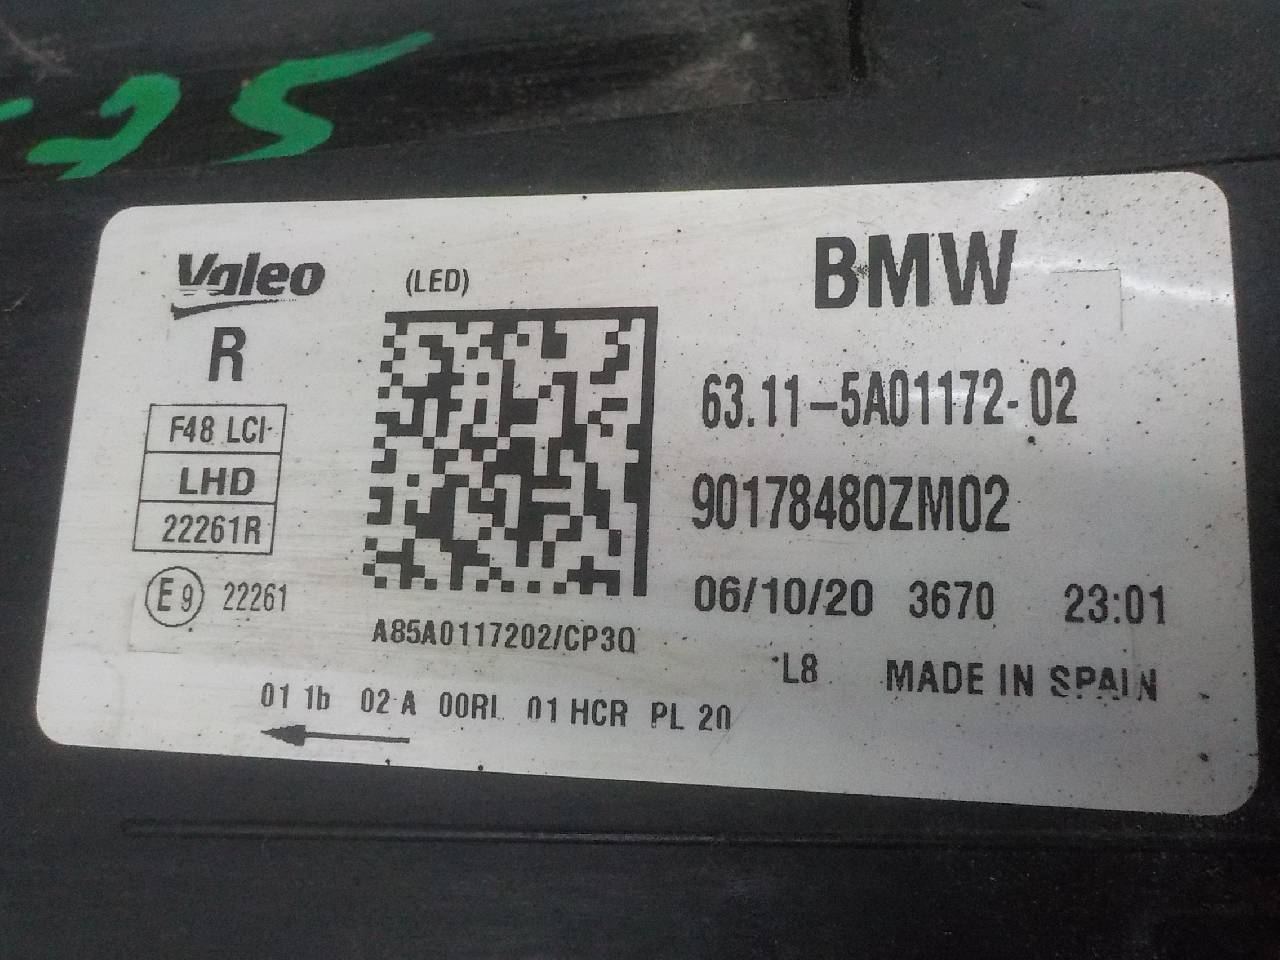 Valeo
(LED)
BMW
R
F48 LCI
LHD
22261R
E9 22261
63.11-5A01172-02
90178480ZM02
06/10/20 3670 23:01
A85A0117202/CP3Q
L8 MADE IN SPAIN
01 1b 02 A 00RL 01 HCR PL 20